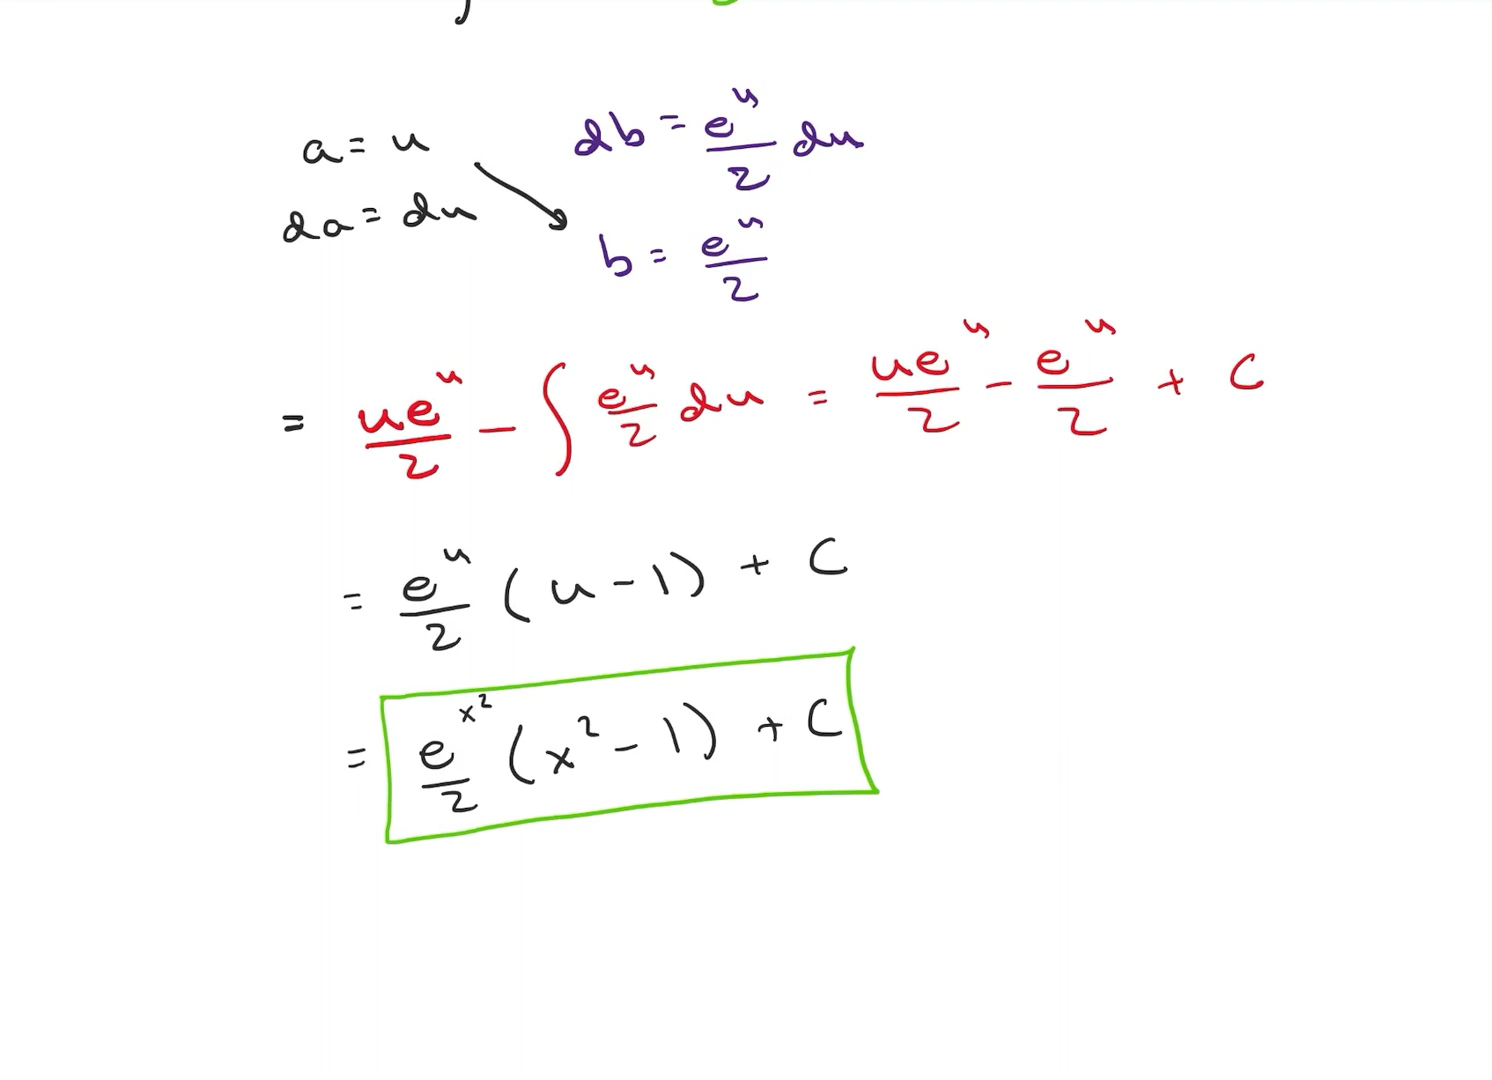 a = u    db = e^u/2 du
da = du    b = e^u/2
= ue^u/2 - ∫ e^u/2 du = ue^u/2 - e^u/2 + C
= e^u/2 (u - 1) + C
= e^x²/2 (x² - 1) + C